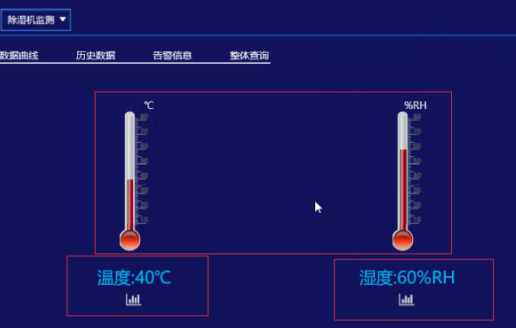 除湿机监测 ▼
数据曲线 历史数据 告警信息 整体查询
℃ %RH
温度:40℃ 湿度:60%RH